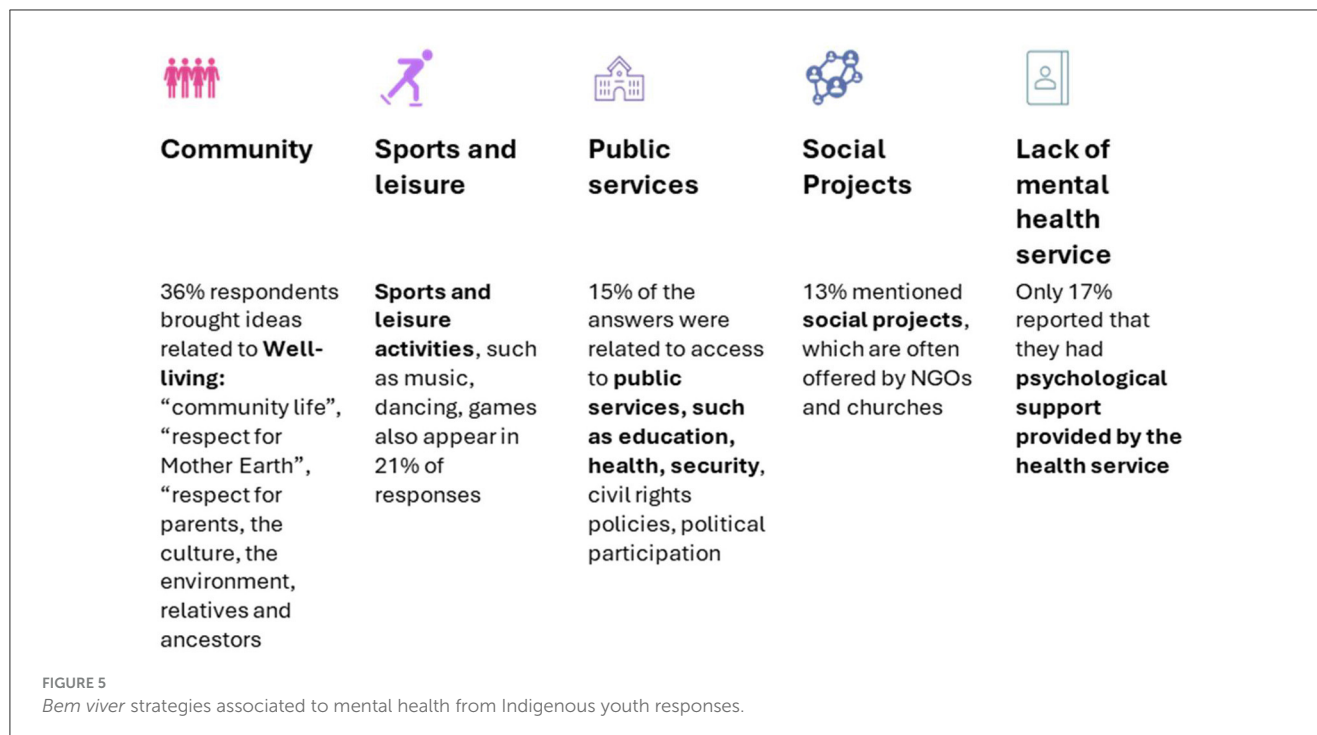 Community
Sports and
leisure
Public
services
Social
Projects
Lack of
mental
health
service
36% respondents
brought ideas
related to Well-
living:
“community life”,
“respect for
Mother Earth”,
“respect for
parents, the
culture, the
environment,
relatives and
ancestors
Sports and
leisure
activities, such
as music,
dancing, games
also appear in
21% of
responses
15% of the
answers were
related to access
to public
services, such
as education,
health, security,
civil rights
policies, political
participation
13% mentioned
social projects,
which are often
offered by NGOs
and churches
Only 17%
reported that
they had
psychological
support
provided by the
health service
FIGURE 5
Bem viver strategies associated to mental health from Indigenous youth responses.